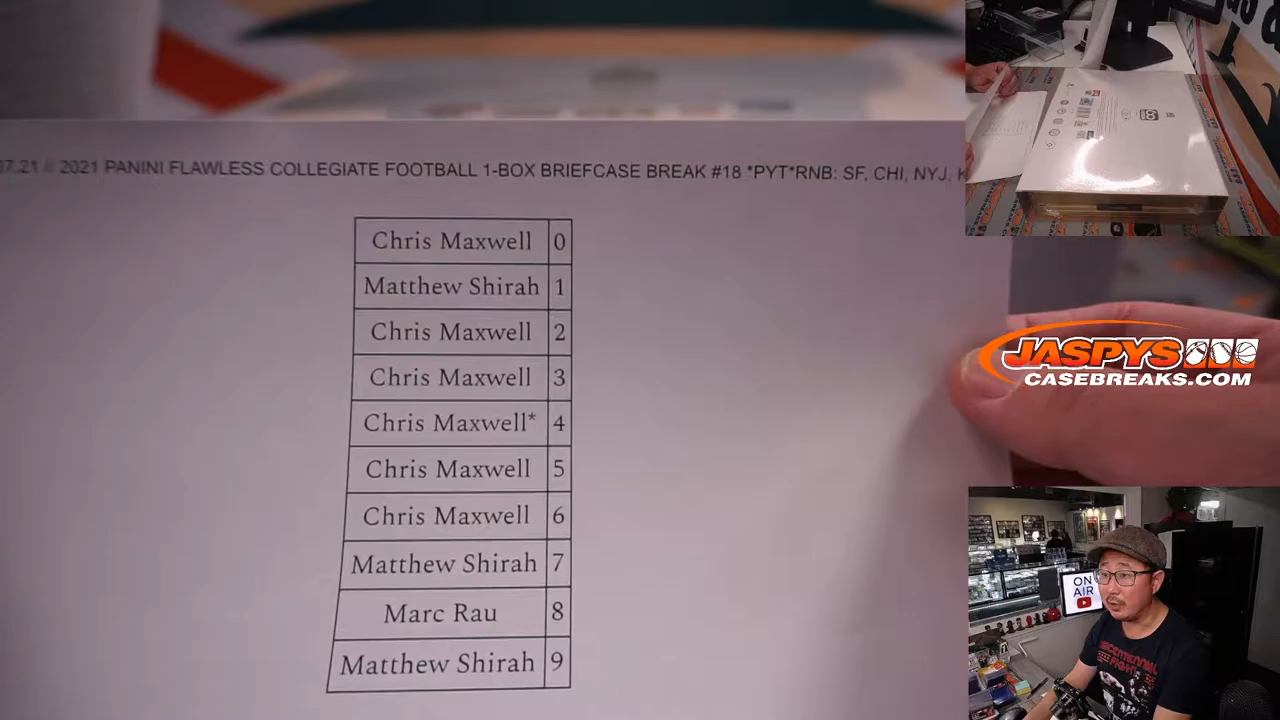 07.21 // 2021 PANINI FLAWLESS COLLEGIATE FOOTBALL 1-BOX BRIEFCASE BREAK #18 *PYT*RNB: SF, CHI, NYJ, K
Chris Maxwell 0
Matthew Shirah 1
Chris Maxwell 2
Chris Maxwell 3
Chris Maxwell* 4
Chris Maxwell 5
Chris Maxwell 6
Matthew Shirah 7
Marc Rau 8
Matthew Shirah 9
JASPYS
CASEBREAKS.COM
ON
AIR